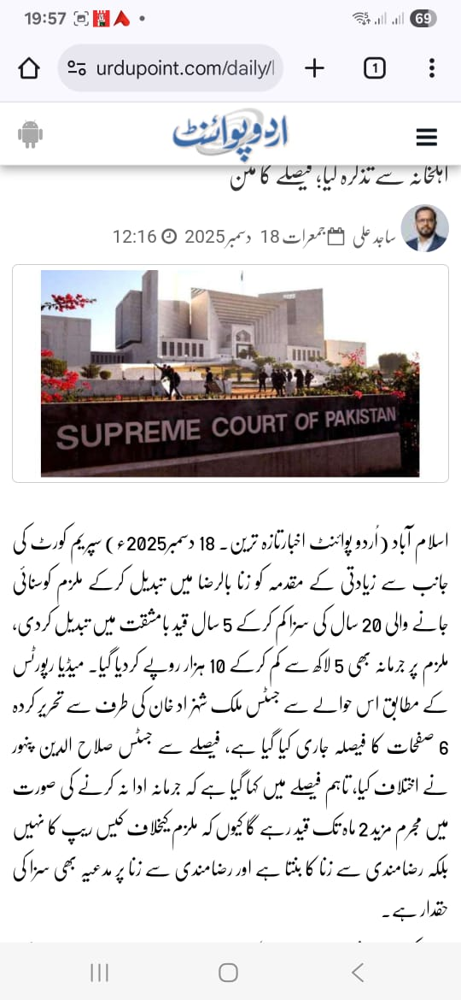 19:57
69
urdupoint.com/daily/
1
اردو پوائنٹ
اہلخانہ سے تذکرہ کیا؛ فیصلے کا متن
ساجد علی جمعرات 18 دسمبر 2025 12:16
SUPREME COURT OF PAKISTAN
اسلام آباد (اُردو پوائنٹ اخبارتازہ ترین۔ 18 دسمبر2025ء) سپریم کورٹ کی
جانب سے زیادتی کے مقدمہ کو زنا بالرضا میں تبدیل کرکے ملزم کو سنائی
جانے والی 20 سال کی سزا کم کرکے 5 سال قید بامشقت میں تبدیل کردی،
ملزم پر جرمانہ بھی 5 لاکھ سے کم کرکے 10 ہزار روپے کردیا گیا۔ میڈیا رپورٹس
کے مطابق اس حوالے سے جسٹس ملک شہزاد خان کی طرف سے تحریر کردہ
6 صفحات کا فیصلہ جاری کیا گیا ہے، فیصلے سے جسٹس صلاح الدین پنہور
نے اختلاف کیا، تاہم فیصلے میں کہا گیا ہے کہ جرمانہ ادا نہ کرنے کی صورت
میں مجرم مزید 2 ماہ تک قید رہے گا کیوں کہ ملزم کیخلاف کیس ریپ کا نہیں
بلکہ رضامندی سے زنا کا بنتا ہے اور رضامندی سے زنا پر مدعیہ بھی سزا کی
حقدار ہے۔